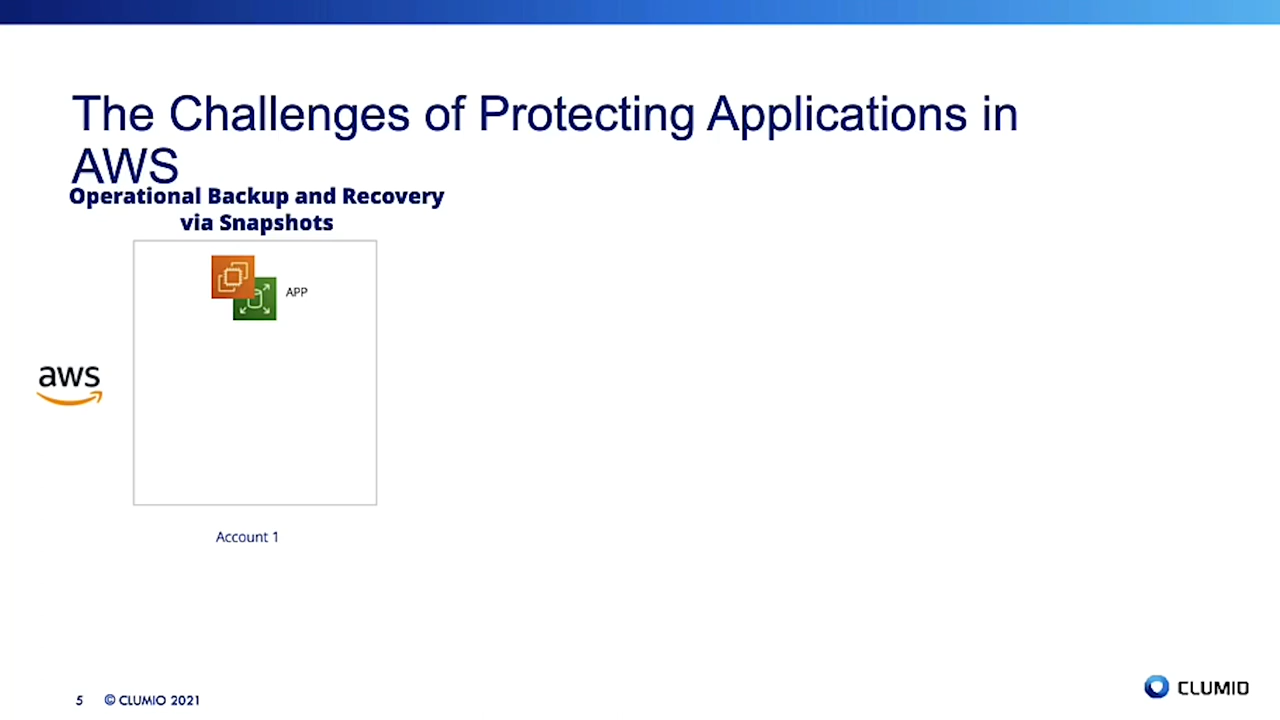 The Challenges of Protecting Applications in
AWS
Operational Backup and Recovery
via Snapshots
APP
aws
Account 1
5 © CLUMIO 2021
CLUMIO